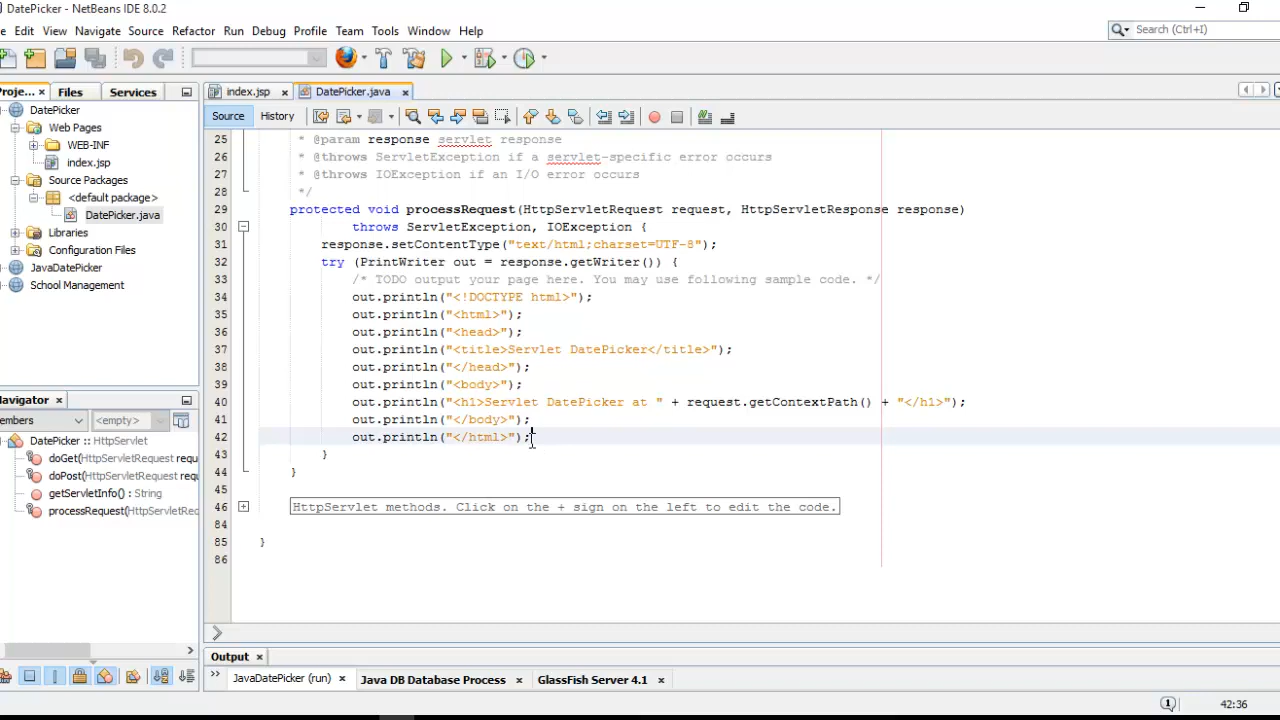 DatePicker - NetBeans IDE 8.0.2
e Edit View Navigate Source Refactor Run Debug Profile Team Tools Window Help
Search (Ctrl+I)
Proje... × Files Services
index.jsp × DatePicker.java ×
DatePicker
Web Pages
WEB-INF
index.jsp
Source Packages
<default package>
DatePicker.java
Libraries
Configuration Files
JavaDatePicker
School Management
Source History
25 * @param response servlet response
26 * @throws ServletException if a servlet-specific error occurs
27 * @throws IOException if an I/O error occurs
28 */
29 protected void processRequest(HttpServletRequest request, HttpServletResponse response)
30 throws ServletException, IOException {
31 response.setContentType("text/html;charset=UTF-8");
32 try (PrintWriter out = response.getWriter()) {
33 /* TODO output your page here. You may use following sample code. */
34 out.println("<!DOCTYPE html>");
35 out.println("<html>");
36 out.println("<head>");
37 out.println("<title>Servlet DatePicker</title>");
38 out.println("</head>");
39 out.println("<body>");
40 out.println("<h1>Servlet DatePicker at " + request.getContextPath() + "</h1>");
41 out.println("</body>");
42 out.println("</html>");
43 }
44 }
45
46 HttpServlet methods. Click on the + sign on the left to edit the code.
84
85 }
86
avigator ×
embers <empty>
DatePicker :: HttpServlet
doGet(HttpServletRequest requ
doPost(HttpServletRequest req
getServletInfo() : String
processRequest(HttpServletReq
Output ×
JavaDatePicker (run) × Java DB Database Process × GlassFish Server 4.1 ×
42:36